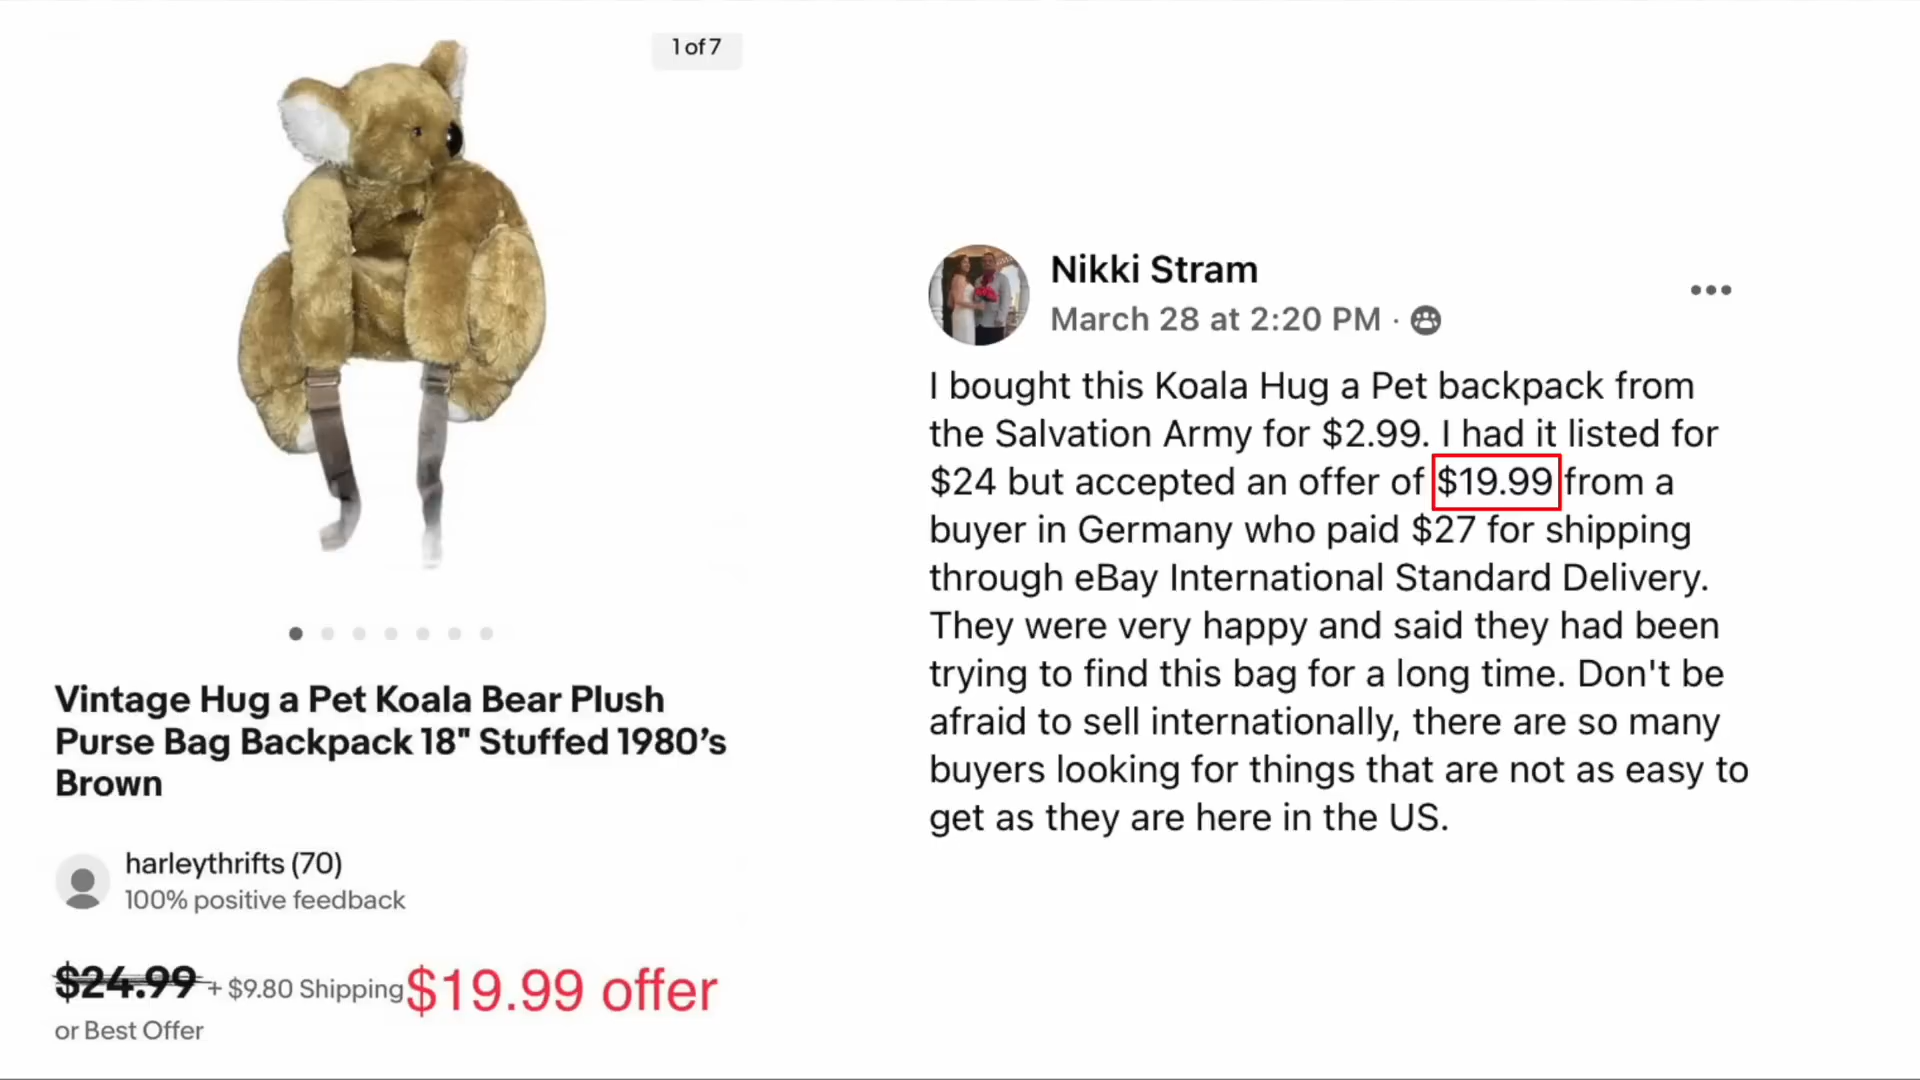 1 of 7
Vintage Hug a Pet Koala Bear Plush
Purse Bag Backpack 18" Stuffed 1980’s
Brown
harleythrifts (70)
100% positive feedback
$24.99 + $9.80 Shipping $19.99 offer
or Best Offer
Nikki Stram
March 28 at 2:20 PM ·
I bought this Koala Hug a Pet backpack from
the Salvation Army for $2.99. I had it listed for
$24 but accepted an offer of $19.99 from a
buyer in Germany who paid $27 for shipping
through eBay International Standard Delivery.
They were very happy and said they had been
trying to find this bag for a long time. Don't be
afraid to sell internationally, there are so many
buyers looking for things that are not as easy to
get as they are here in the US.